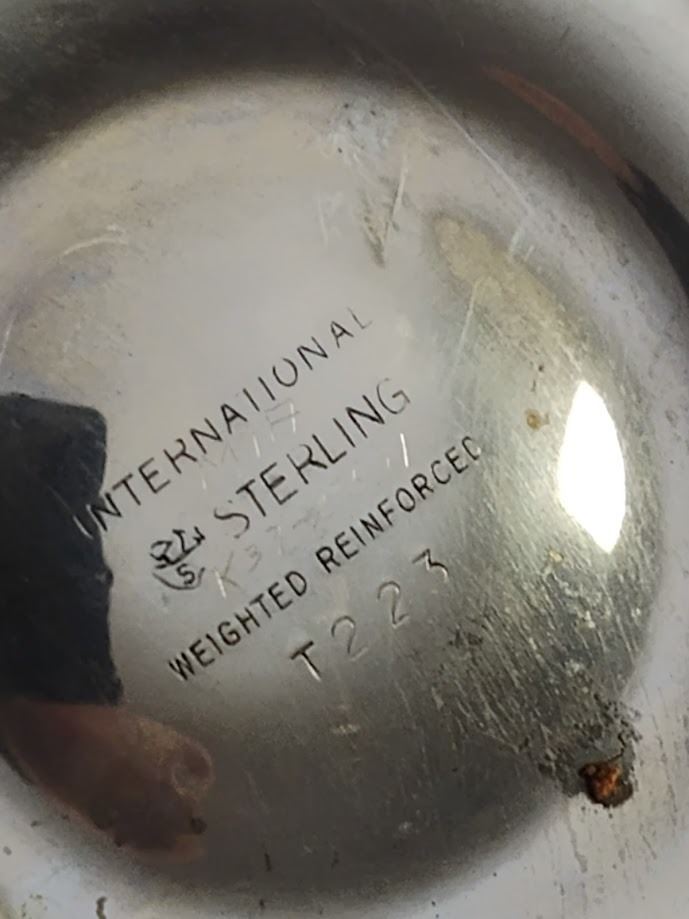 INTERNATIONAL
STERLING
WEIGHTED REINFORCED
T223